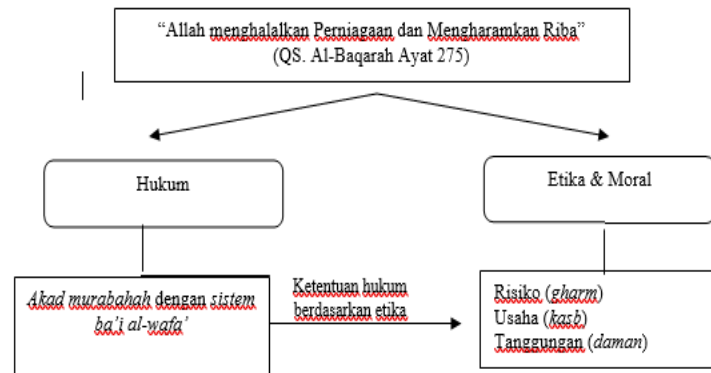 “Allah menghalalkan Perniagaan dan Mengharamkan Riba”
(QS. Al-Baqarah Ayat 275)
Hukum
Etika & Moral
Akad murabahah dengan sistem
ba’i al-wafa’
Ketentuan hukum
berdasarkan etika
Risiko (gharm)
Usaha (kasb)
Tanggungan (daman)